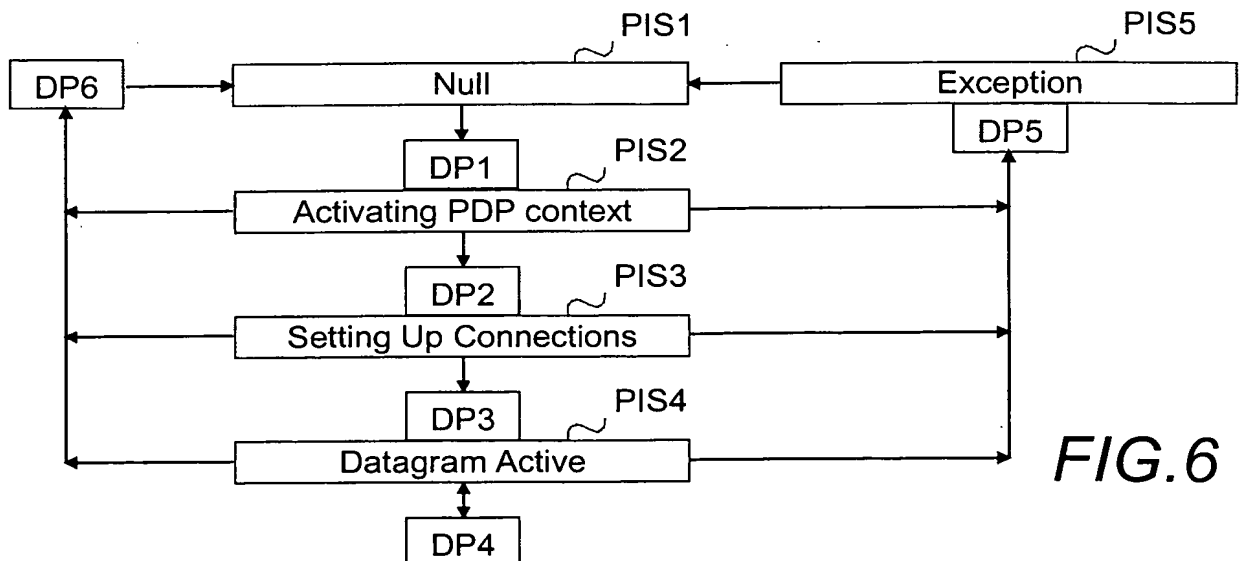 PIS1
PIS5
DP6
Null
Exception
DP1
PIS2
DP5
Activating PDP context
DP2
PIS3
Setting Up Connections
DP3
PIS4
Datagram Active
FIG.6
DP4